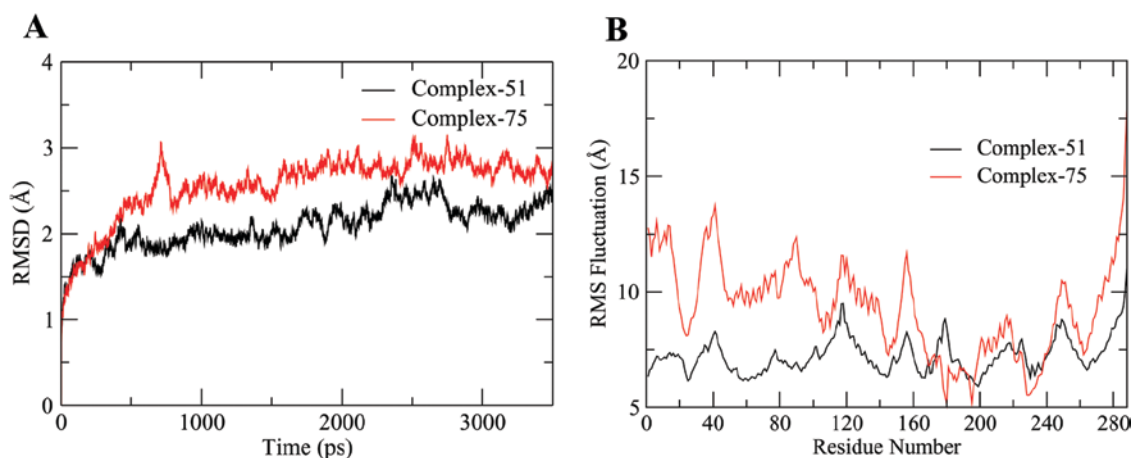 A
4
3
2
1
0
RMSD (Å)
Complex-51
Complex-75
0 1000 2000 3000
Time (ps)
B
20
15
10
5
RMS Fluctuation (Å)
Complex-51
Complex-75
0 40 80 120 160 200 240 280
Residue Number